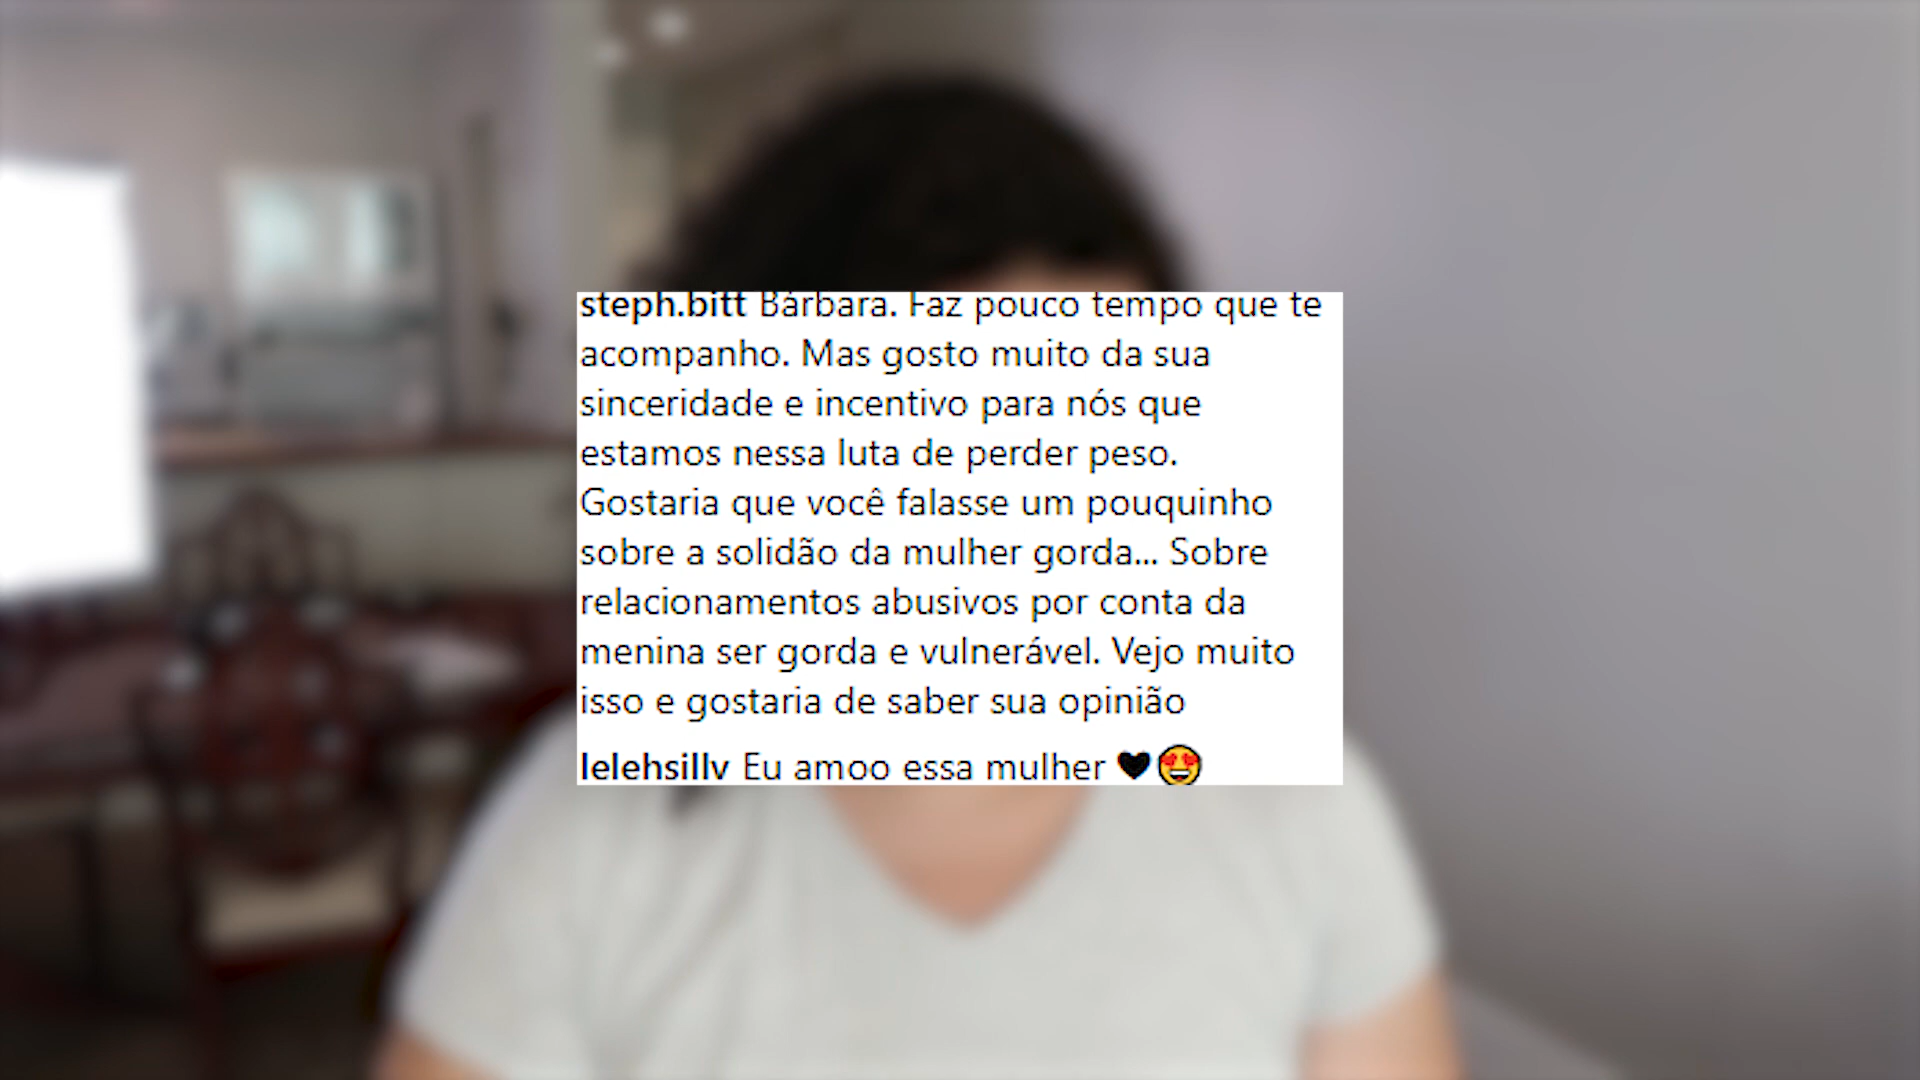 steph.bitt Bárbara. Faz pouco tempo que te
acompanho. Mas gosto muito da sua
sinceridade e incentivo para nós que
estamos nessa luta de perder peso.
Gostaria que você falasse um pouquinho
sobre a solidão da mulher gorda... Sobre
relacionamentos abusivos por conta da
menina ser gorda e vulnerável. Vejo muito
isso e gostaria de saber sua opinião
lelehsillv Eu amoo essa mulher 🖤😍